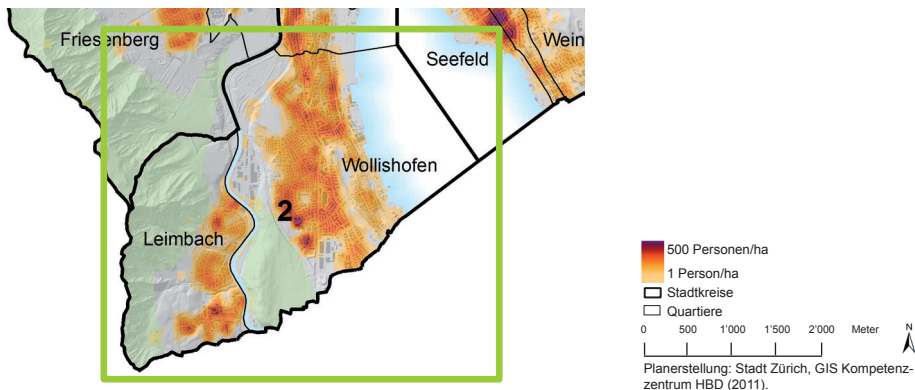 Friesenberg
Wein
Seefeld
Wollishofen
2
Leimbach
500 Personen/ha
1 Person/ha
Stadtkreise
Quartiere
0 500 1'000 1'500 2'000 Meter N
Planerstellung: Stadt Zürich, GIS Kompetenz-
zentrum HBD (2011).